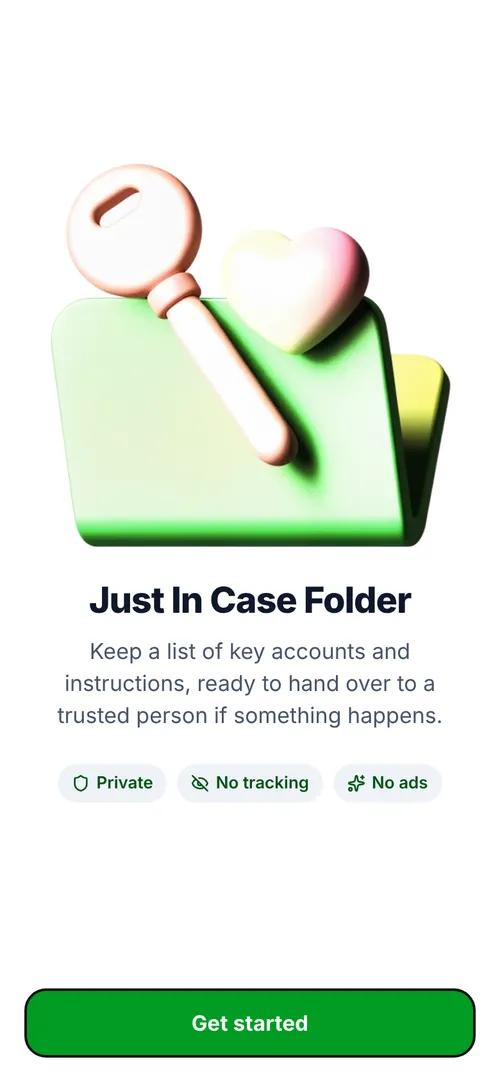 Just In Case Folder
Keep a list of key accounts and
instructions, ready to hand over to a
trusted person if something happens.
Private
No tracking
No ads
Get started